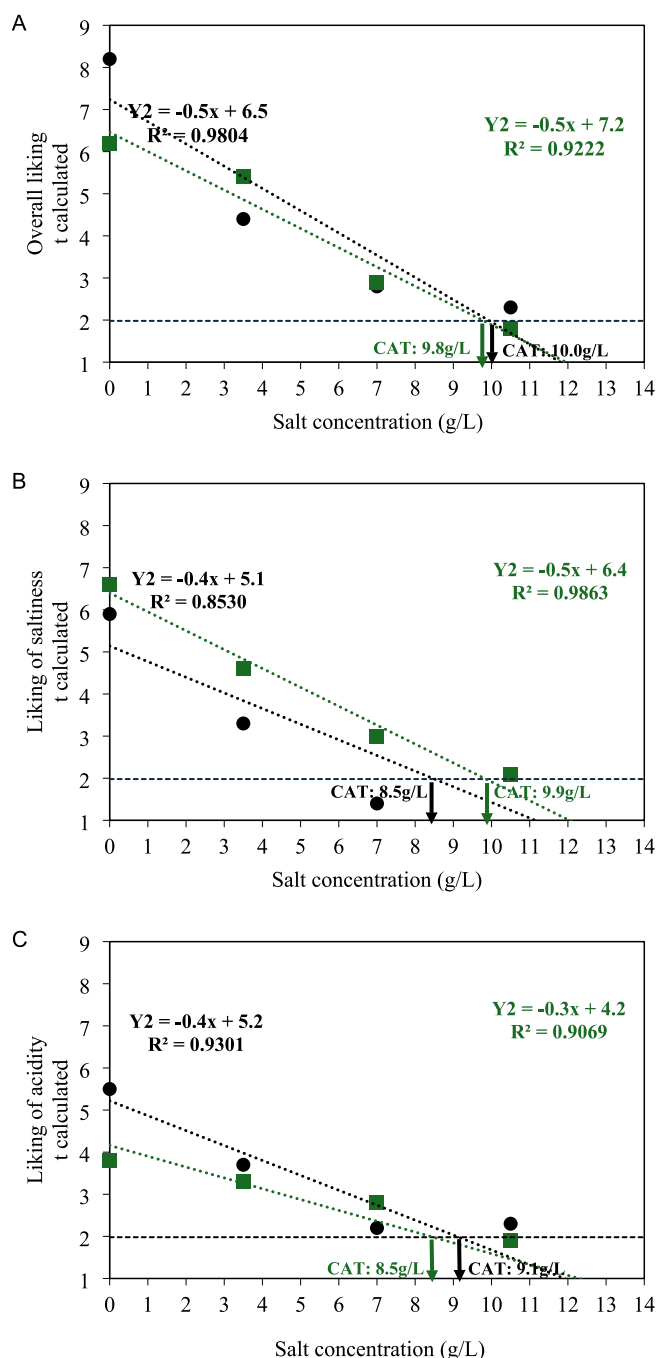 A
9
8
7
6
5
4
3
2
1
Overall liking
t calculated
Y2 = -0.5x + 6.5
R² = 0.9804
Y2 = -0.5x + 7.2
R² = 0.9222
CAT: 9.8g/L
CAT: 10.0g/L
0 1 2 3 4 5 6 7 8 9 10 11 12 13 14
Salt concentration (g/L)
B
9
8
7
6
5
4
3
2
1
Liking of saltiness
t calculated
Y2 = -0.4x + 5.1
R² = 0.8530
Y2 = -0.5x + 6.4
R² = 0.9863
CAT: 8.5g/L
CAT: 9.9g/L
0 1 2 3 4 5 6 7 8 9 10 11 12 13 14
Salt concentration (g/L)
C
9
8
7
6
5
4
3
2
1
Liking of acidity
t calculated
Y2 = -0.4x + 5.2
R² = 0.9301
Y2 = -0.3x + 4.2
R² = 0.9069
CAT: 8.5g/L
CAT: 9.1g/L
0 1 2 3 4 5 6 7 8 9 10 11 12 13 14
Salt concentration (g/L)